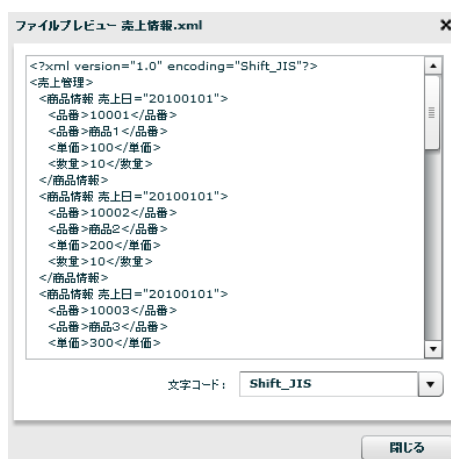 ファイルプレビュー 売上情報.xml
<?xml version="1.0" encoding="Shift_JIS"?>
<売上管理>
<商品情報 売上日="20100101">
<品番>10001</品番>
<品番>商品1</品番>
<単価>100</単価>
<数量>10</数量>
</商品情報>
<商品情報 売上日="20100101">
<品番>10002</品番>
<品番>商品2</品番>
<単価>200</単価>
<数量>10</数量>
</商品情報>
<商品情報 売上日="20100101">
<品番>10003</品番>
<品番>商品3</品番>
<単価>300</単価>
文字コード: Shift_JIS
閉じる